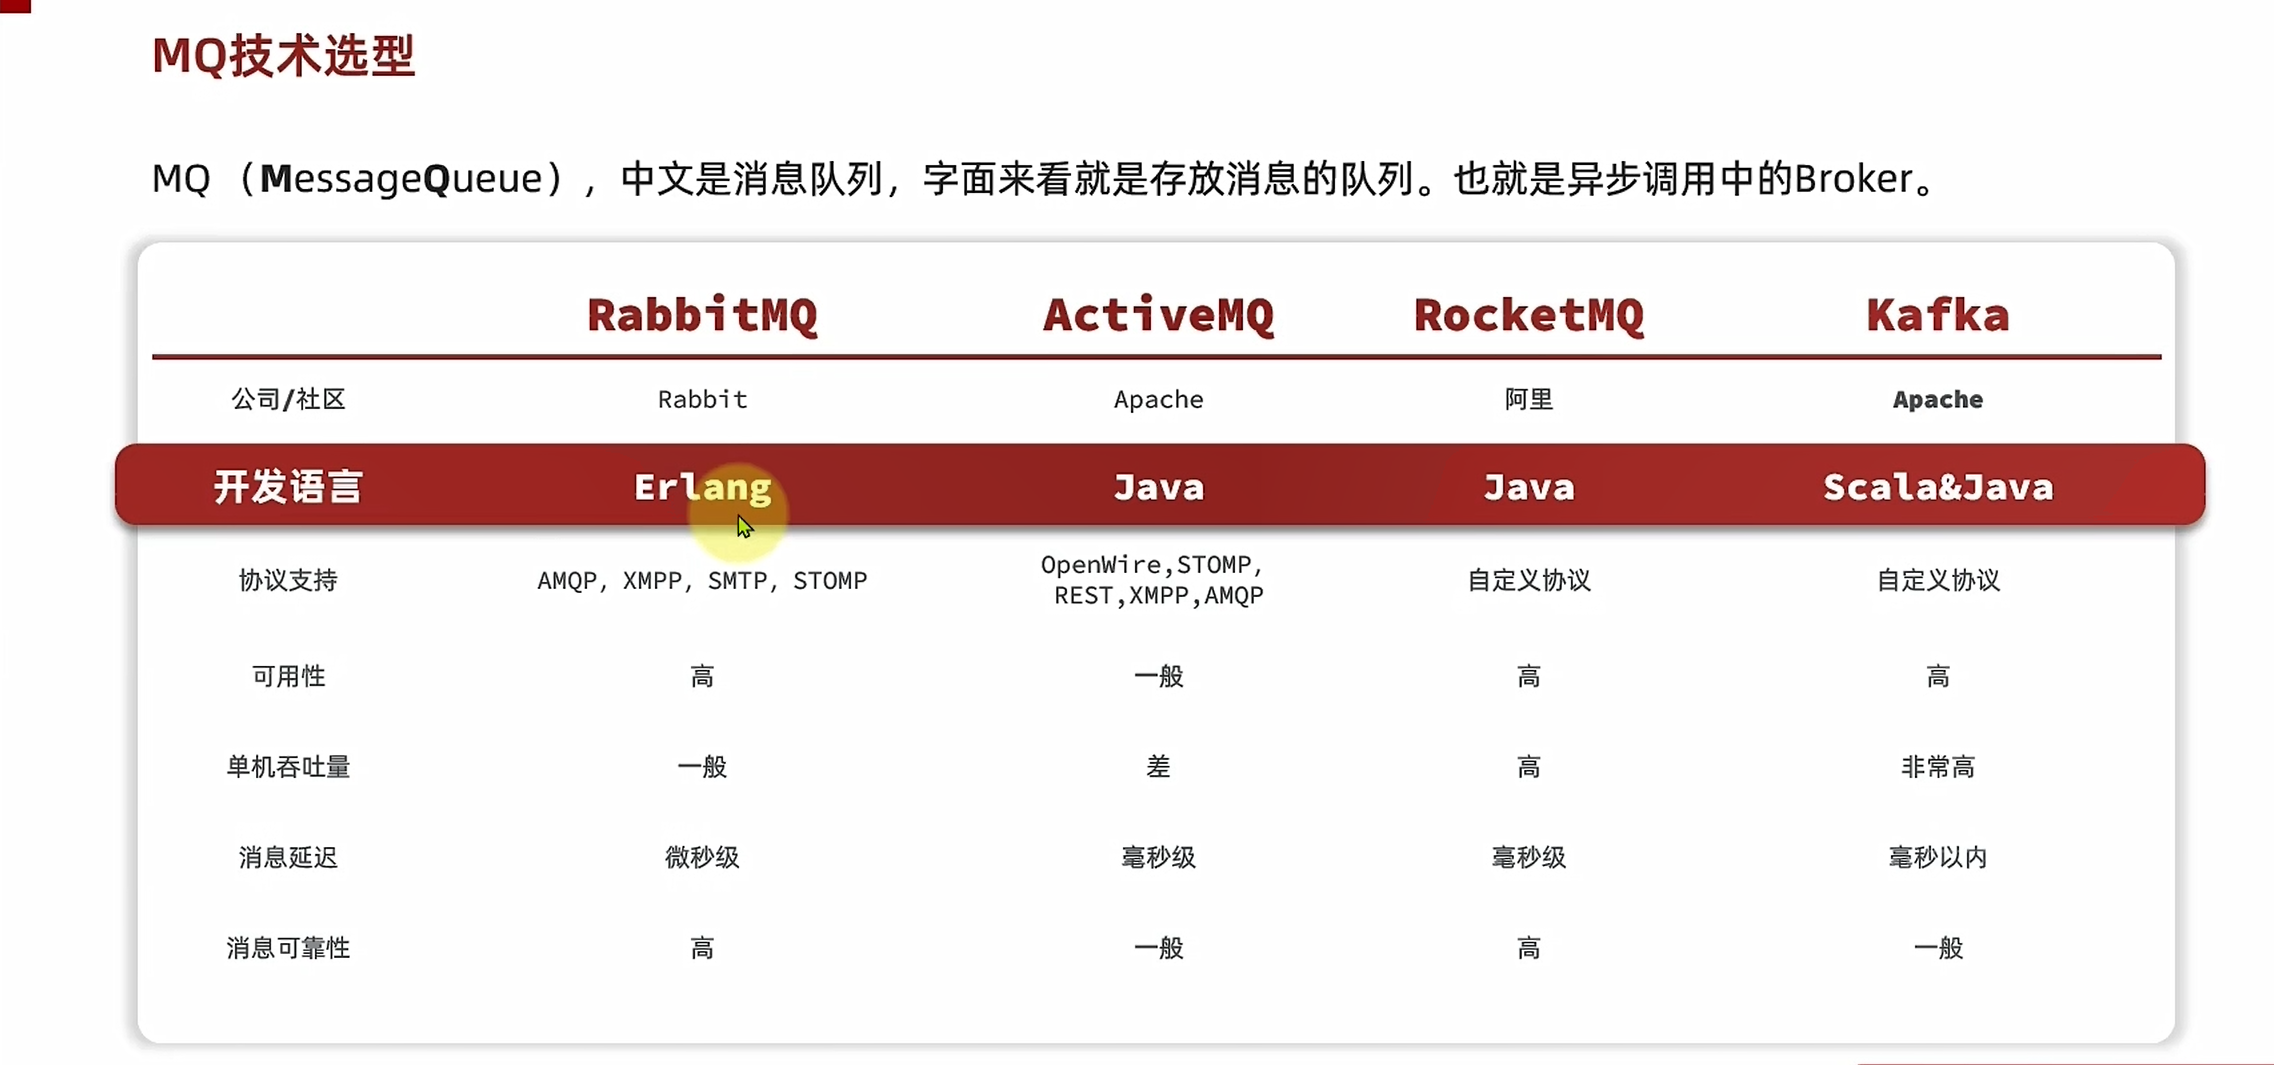 MQ技术选型
MQ（MessageQueue），中文是消息队列，字面来看就是存放消息的队列。也就是异步调用中的Broker。
RabbitMQ ActiveMQ RocketMQ Kafka
公司/社区 Rabbit Apache 阿里 Apache
开发语言 Erlang Java Java Scala&Java
协议支持 AMQP, XMPP, SMTP, STOMP OpenWire,STOMP, 自定义协议 自定义协议
REST,XMPP,AMQP
可用性 高 一般 高 高
单机吞吐量 一般 差 高 非常高
消息延迟 微秒级 毫秒级 毫秒级 毫秒以内
消息可靠性 高 一般 高 一般